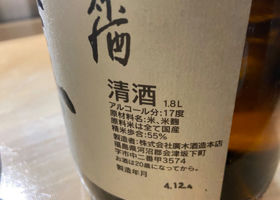 清酒 1.8L
アルコール分:17度
原材料名:米、米麹
原料米は全て国産
精米歩合:55%
製造者:株式会社廣木酒造本店
福島県河沼郡会津坂下町
字市中二番甲3574
お酒は20歳になってから。
製造年月
4.12.